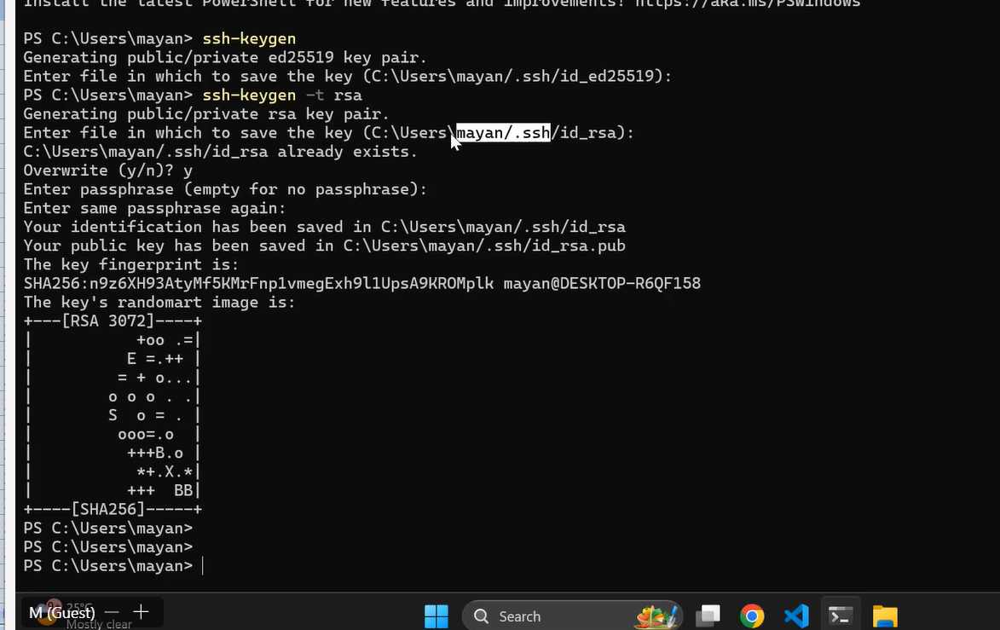 Install the latest PowerShell for new features and improvements! https://aka.ms/PSWindows
PS C:\Users\mayan> ssh-keygen
Generating public/private ed25519 key pair.
Enter file in which to save the key (C:\Users\mayan/.ssh/id_ed25519):
PS C:\Users\mayan> ssh-keygen -t rsa
Generating public/private rsa key pair.
Enter file in which to save the key (C:\Users\mayan/.ssh/id_rsa):
C:\Users\mayan/.ssh/id_rsa already exists.
Overwrite (y/n)? y
Enter passphrase (empty for no passphrase):
Enter same passphrase again:
Your identification has been saved in C:\Users\mayan/.ssh/id_rsa
Your public key has been saved in C:\Users\mayan/.ssh/id_rsa.pub
The key fingerprint is:
SHA256:n9z6XH93AtyMf5KMrFnp1vmegExh9l1UpsA9KROMplk mayan@DESKTOP-R6QF158
The key's randomart image is:
+---[RSA 3072]----+
|           +oo .=|
|          E =.++ |
|         = + o...|
|        o o o . .|
|        S  o = . |
|         ooo=.o  |
|          +++B.o |
|           *+.X.*|
|          +++  BB|
+----[SHA256]-----+
PS C:\Users\mayan>
PS C:\Users\mayan>
PS C:\Users\mayan>
M (Guest)
25°C
Mostly clear
Search